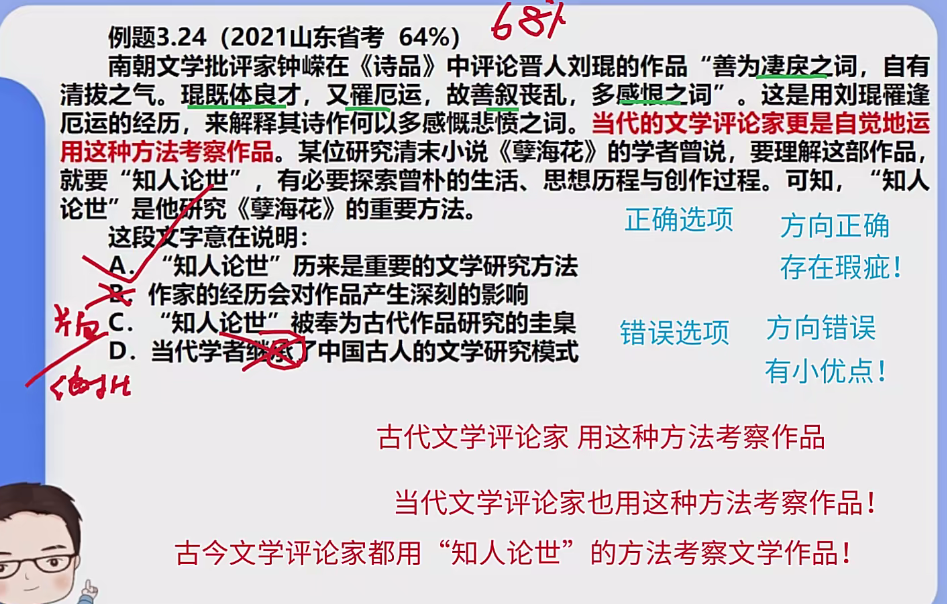 68%
例题3.24（2021山东省考 64%）
南朝文学批评家钟嵘在《诗品》中评论晋人刘琨的作品“善为凄戾之词，自有
清拔之气。琨既体良才，又罹厄运，故善叙丧乱，多感恨之词”。这是用刘琨罹逢
厄运的经历，来解释其诗作何以多感慨悲愤之词。当代的文学评论家更是自觉地运
用这种方法考察作品。某位研究清末小说《孽海花》的学者曾说，要理解这部作品，
就要“知人论世”，有必要探索曾朴的生活、思想历程与创作过程。可知，“知人
论世”是他研究《孽海花》的重要方法。
这段文字意在说明：
A．“知人论世”历来是重要的文学研究方法
B．作家的经历会对作品产生深刻的影响
C．“知人论世”被奉为古代作品研究的圭臬
D．当代学者继承了中国古人的文学研究模式
片面
绝对
正确选项
方向正确
存在瑕疵！
错误选项
方向错误
有小优点！
古代文学评论家 用这种方法考察作品
当代文学评论家也用这种方法考察作品！
古今文学评论家都用“知人论世”的方法考察文学作品！